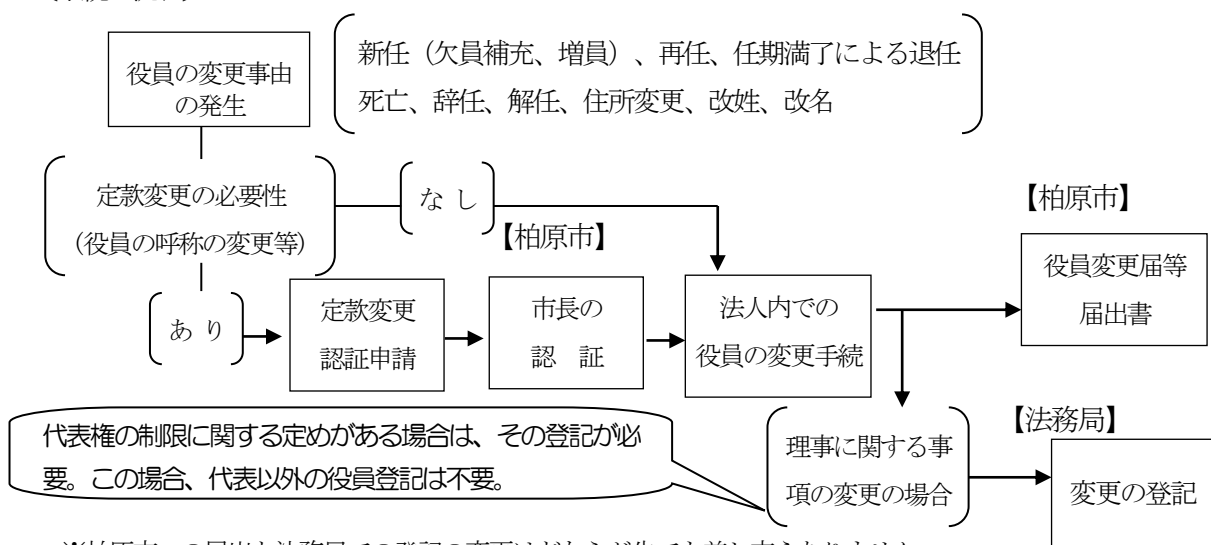 役員の変更事由
の発生
新任（欠員補充、増員）、再任、任期満了による退任
死亡、辞任、解任、住所変更、改姓、改名
定款変更の必要性
（役員の呼称の変更等）
な し
【柏原市】
【柏原市】
役員変更届等
届出書
あ り
定款変更
認証申請
市長の
認 証
法人内での
役員の変更手続
代表権の制限に関する定めがある場合は、その登記が必
要。この場合、代表以外の役員登記は不要。
理事に関する事
項の変更の場合
【法務局】
変更の登記